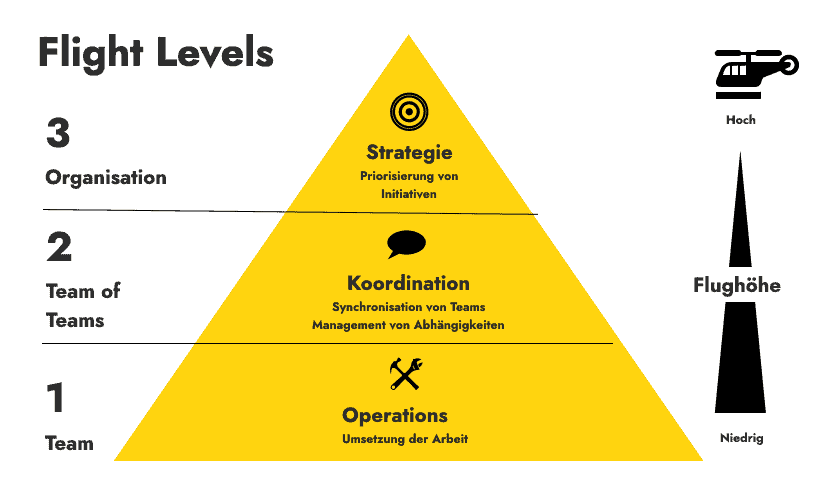 Flight Levels
3
Organisation
Strategie
Priorisierung von
Initiativen
2
Team of
Teams
Koordination
Synchronisation von Teams
Management von Abhängigkeiten
1
Team
Operations
Umsetzung der Arbeit
Hoch
Flughöhe
Niedrig